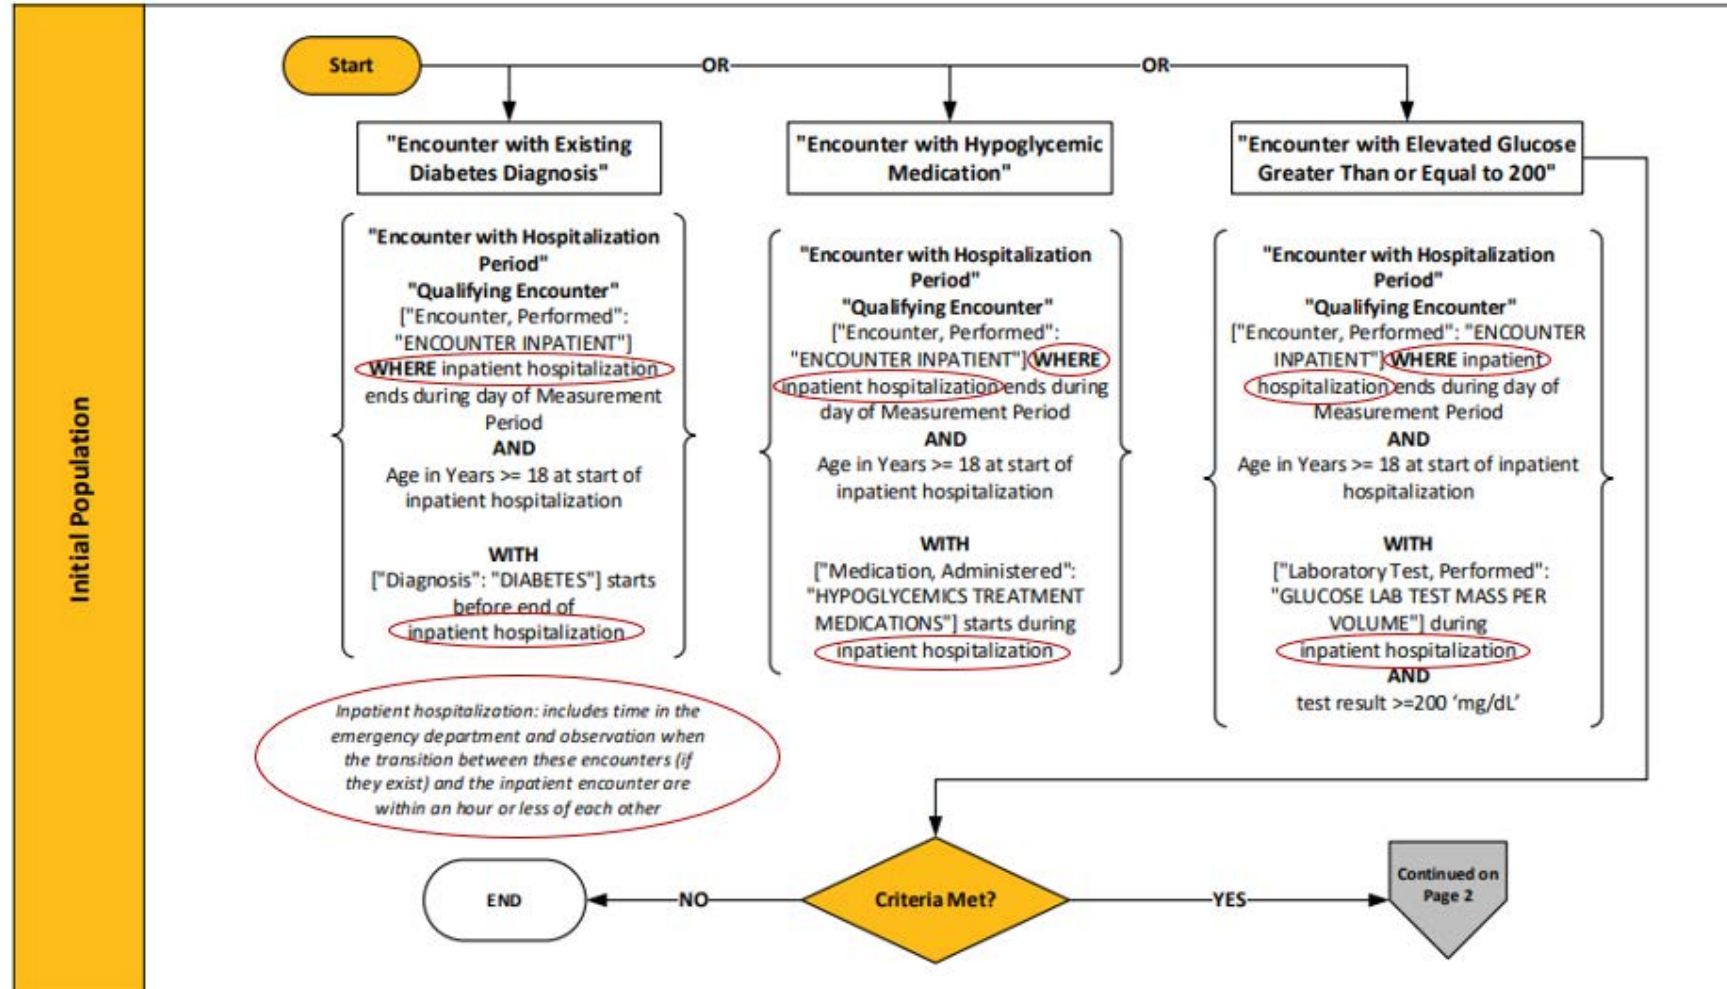 Initial Population
Start
OR
OR
"Encounter with Existing
Diabetes Diagnosis"
"Encounter with Hypoglycemic
Medication"
"Encounter with Elevated Glucose
Greater Than or Equal to 200"
"Encounter with Hospitalization
Period"
"Qualifying Encounter"
["Encounter, Performed":
"ENCOUNTER INPATIENT"]
WHERE inpatient hospitalization
ends during day of Measurement
Period
AND
Age in Years >= 18 at start of
inpatient hospitalization
WITH
["Diagnosis": "DIABETES"] starts
before end of
inpatient hospitalization
"Encounter with Hospitalization
Period"
"Qualifying Encounter"
["Encounter, Performed":
"ENCOUNTER INPATIENT"] WHERE
inpatient hospitalization ends during
day of Measurement Period
AND
Age in Years >= 18 at start of
inpatient hospitalization
WITH
["Medication, Administered":
"HYPOGLYCEMICS TREATMENT
MEDICATIONS"] starts during
inpatient hospitalization
"Encounter with Hospitalization
Period"
"Qualifying Encounter"
["Encounter, Performed": "ENCOUNTER
INPATIENT"] WHERE inpatient
hospitalization ends during day of
Measurement Period
AND
Age in Years >= 18 at start of inpatient
hospitalization
WITH
["Laboratory Test, Performed":
"GLUCOSE LAB TEST MASS PER
VOLUME"] during
inpatient hospitalization
AND
test result >=200 ‘mg/dL’
Inpatient hospitalization: includes time in the
emergency department and observation when
the transition between these encounters (if
they exist) and the inpatient encounter are
within an hour or less of each other
END
NO
Criteria Met?
YES
Continued on
Page 2